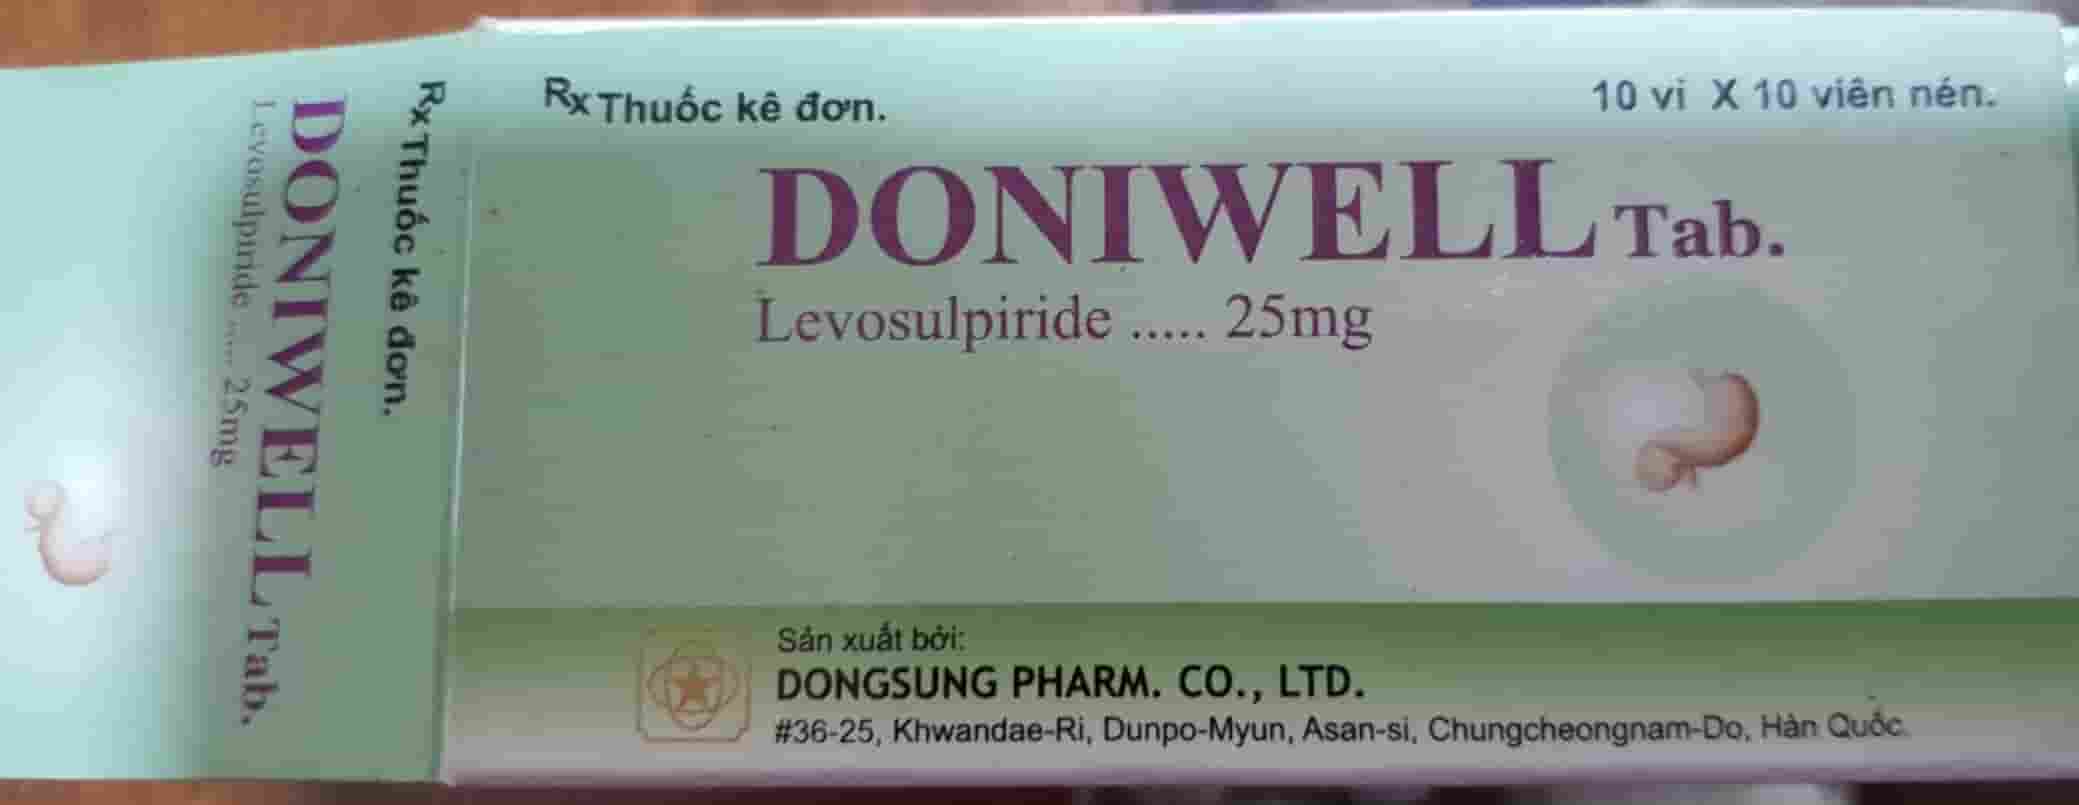 Rx Thuốc kê đơn.
DONIWELL Tab.
Levosulpiride ..... 25mg
Rx Thuốc kê đơn.
10 vỉ X 10 viên nén.
DONIWELL Tab.
Levosulpiride ..... 25mg
Sản xuất bởi:
DONGSUNG PHARM. CO., LTD.
#36-25, Khwandae-Ri, Dunpo-Myun, Asan-si, Chungcheongnam-Do, Hàn Quốc.